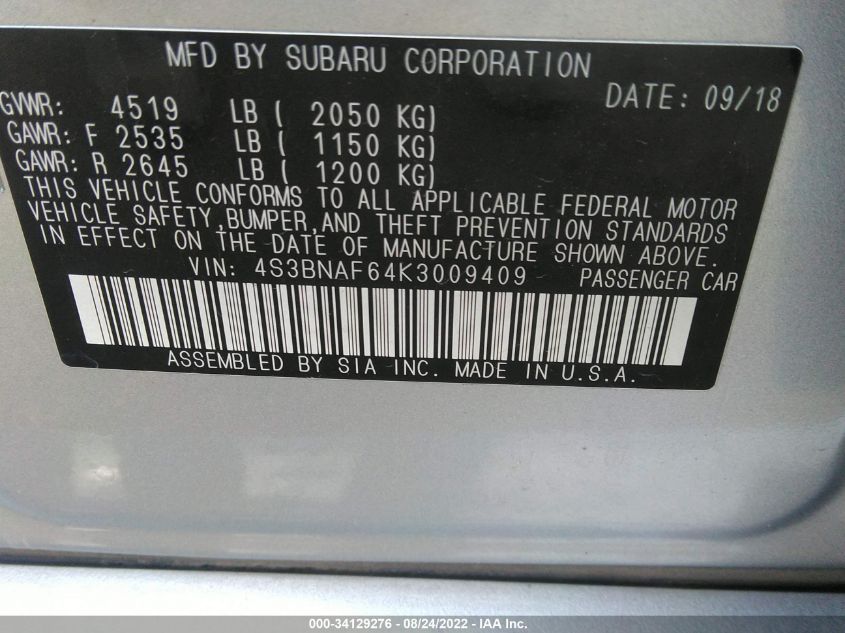 MFD BY SUBARU CORPORATION
DATE: 09/18
GVWR: 4519 LB ( 2050 KG)
GAWR: F 2535 LB ( 1150 KG)
GAWR: R 2645 LB ( 1200 KG)
THIS VEHICLE CONFORMS TO ALL APPLICABLE FEDERAL MOTOR
VEHICLE SAFETY,BUMPER,AND THEFT PREVENTION STANDARDS
IN EFFECT ON THE DATE OF MANUFACTURE SHOWN ABOVE.
VIN: 4S3BNAF64K3009409 PASSENGER CAR
ASSEMBLED BY SIA INC. MADE IN U.S.A.
000-34129276 - 08/24/2022 - IAA Inc.